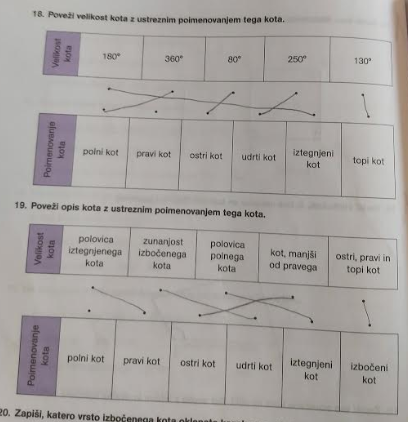 18. Poveži velikost kota z ustreznim poimenovanjem tega kota.
Velikost kota
180° 360° 80° 250° 130°
Poimenovanje kota
polni kot pravi kot ostri kot udrti kot iztegnjeni kot topi kot
19. Poveži opis kota z ustreznim poimenovanjem tega kota.
Velikost kota
polovica iztegnjenega kota
zunanjost izbočenega kota
polovica polnega kota
kot, manjši od pravega
ostri, pravi in topi kot
Poimenovanje kota
polni kot pravi kot ostri kot udrti kot iztegnjeni kot izbočeni kot
20. Zapiši, katero vrsto izbočenega kota